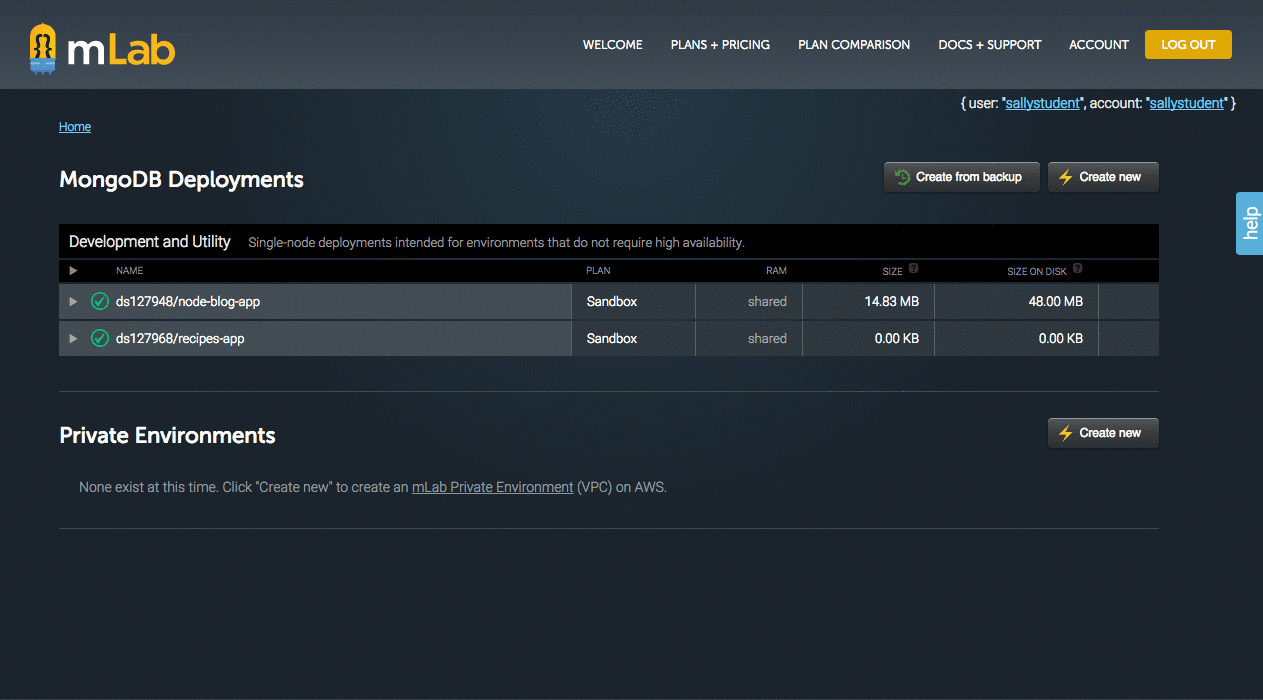 mLab
WELCOME PLANS + PRICING PLAN COMPARISON DOCS + SUPPORT ACCOUNT LOG OUT
{ user: "sallystudent", account: "sallystudent" }
Home
MongoDB Deployments
Create from backup
Create new
help
Development and Utility Single-node deployments intended for environments that do not require high availability.
NAME PLAN RAM SIZE ? SIZE ON DISK ?
ds127948/node-blog-app Sandbox shared 14.83 MB 48.00 MB
ds127968/recipes-app Sandbox shared 0.00 KB 0.00 KB
Private Environments
Create new
None exist at this time. Click "Create new" to create an mLab Private Environment (VPC) on AWS.